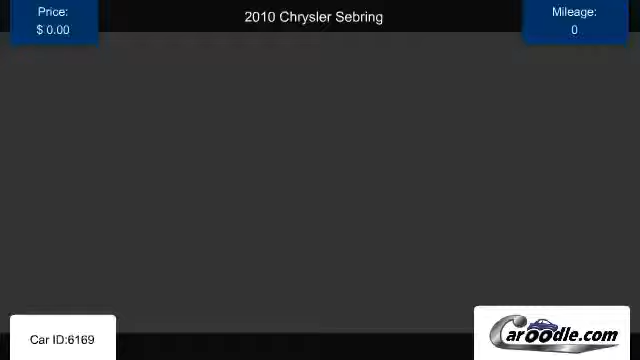 Price:
$ 0.00
2010 Chrysler Sebring
Mileage:
0
Car ID:6169
Caroodle.com